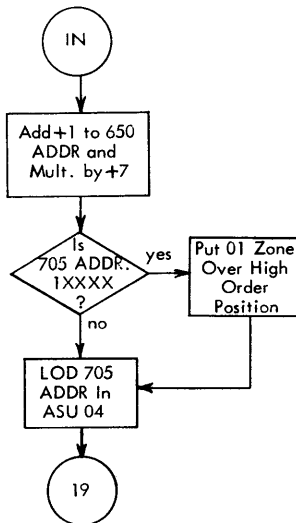 IN
Add+1 to 650
ADDR and
Mult. by+7
Is
705 ADDR.
1XXXX
?
yes
no
Put 01 Zone
Over High
Order
Position
LOD 705
ADDR in
ASU 04
19